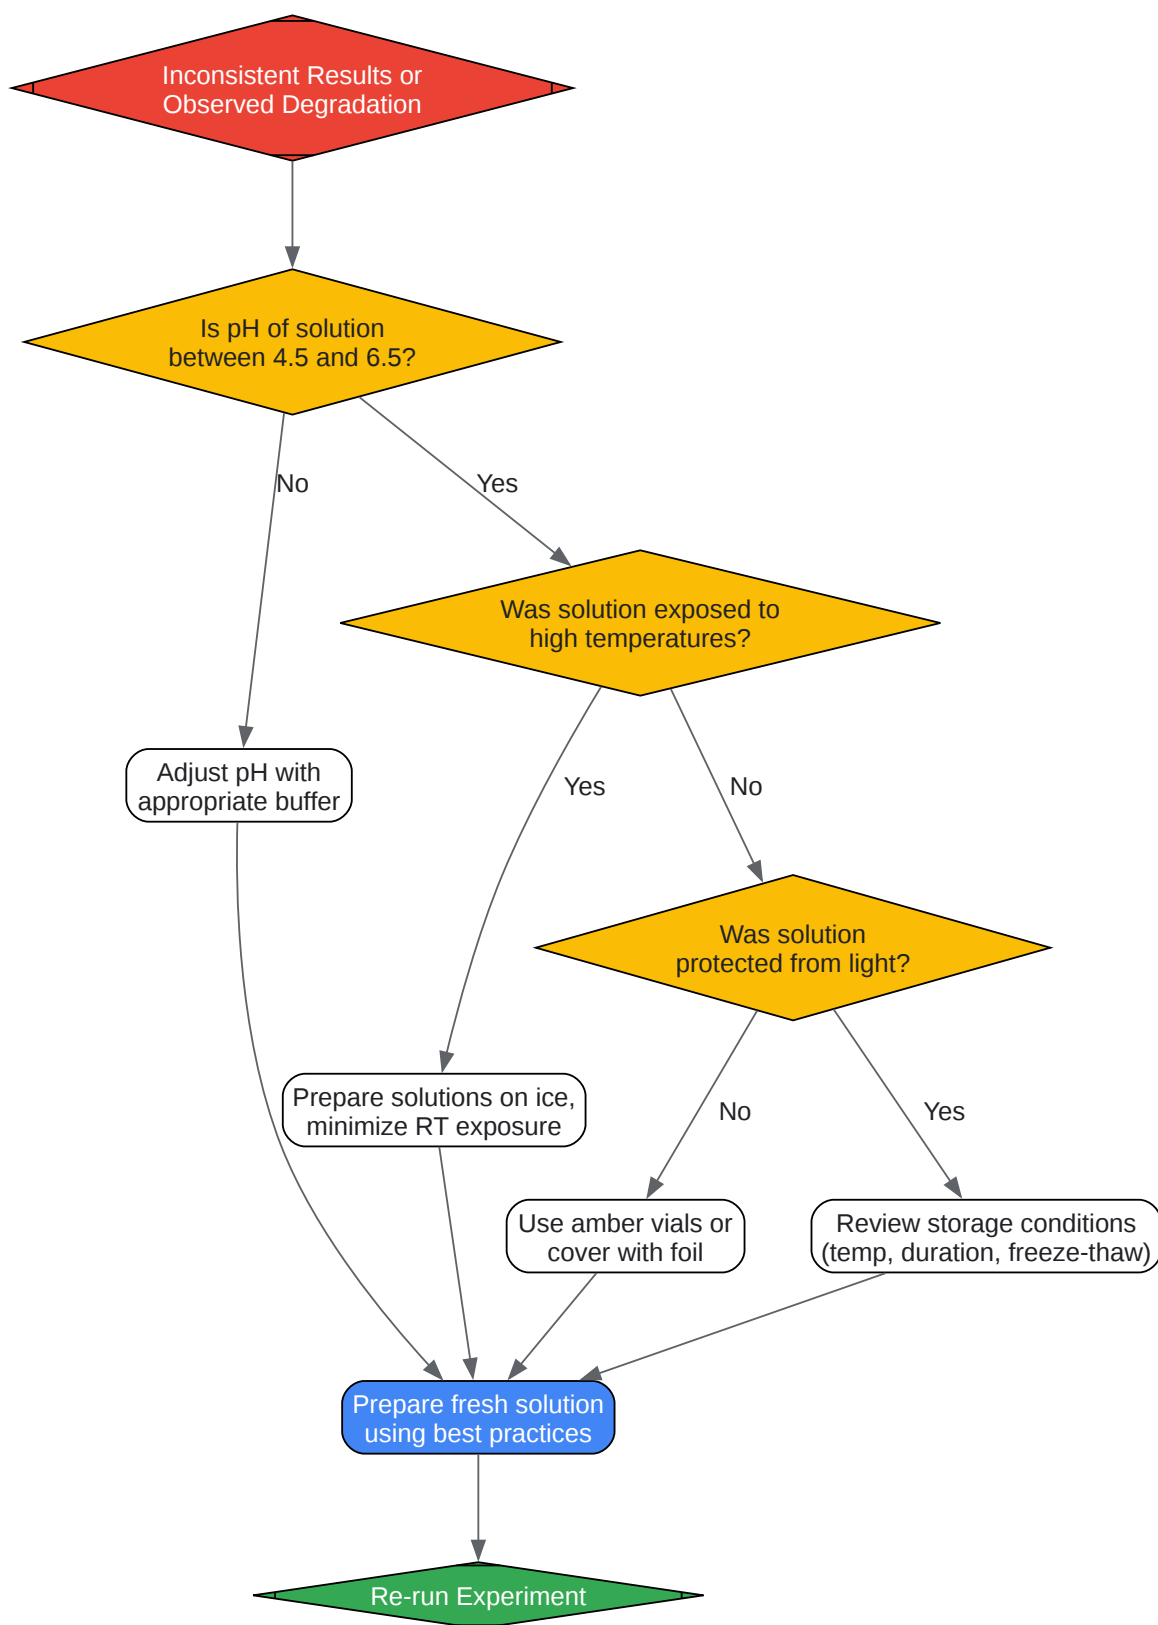 Inconsistent Results or
Observed Degradation
Is pH of solution
between 4.5 and 6.5?
No
Yes
Was solution exposed to
high temperatures?
Adjust pH with
appropriate buffer
Yes
No
Was solution
protected from light?
Prepare solutions on ice,
minimize RT exposure
No
Yes
Use amber vials or
cover with foil
Review storage conditions
(temp, duration, freeze-thaw)
Prepare fresh solution
using best practices
Re-run Experiment